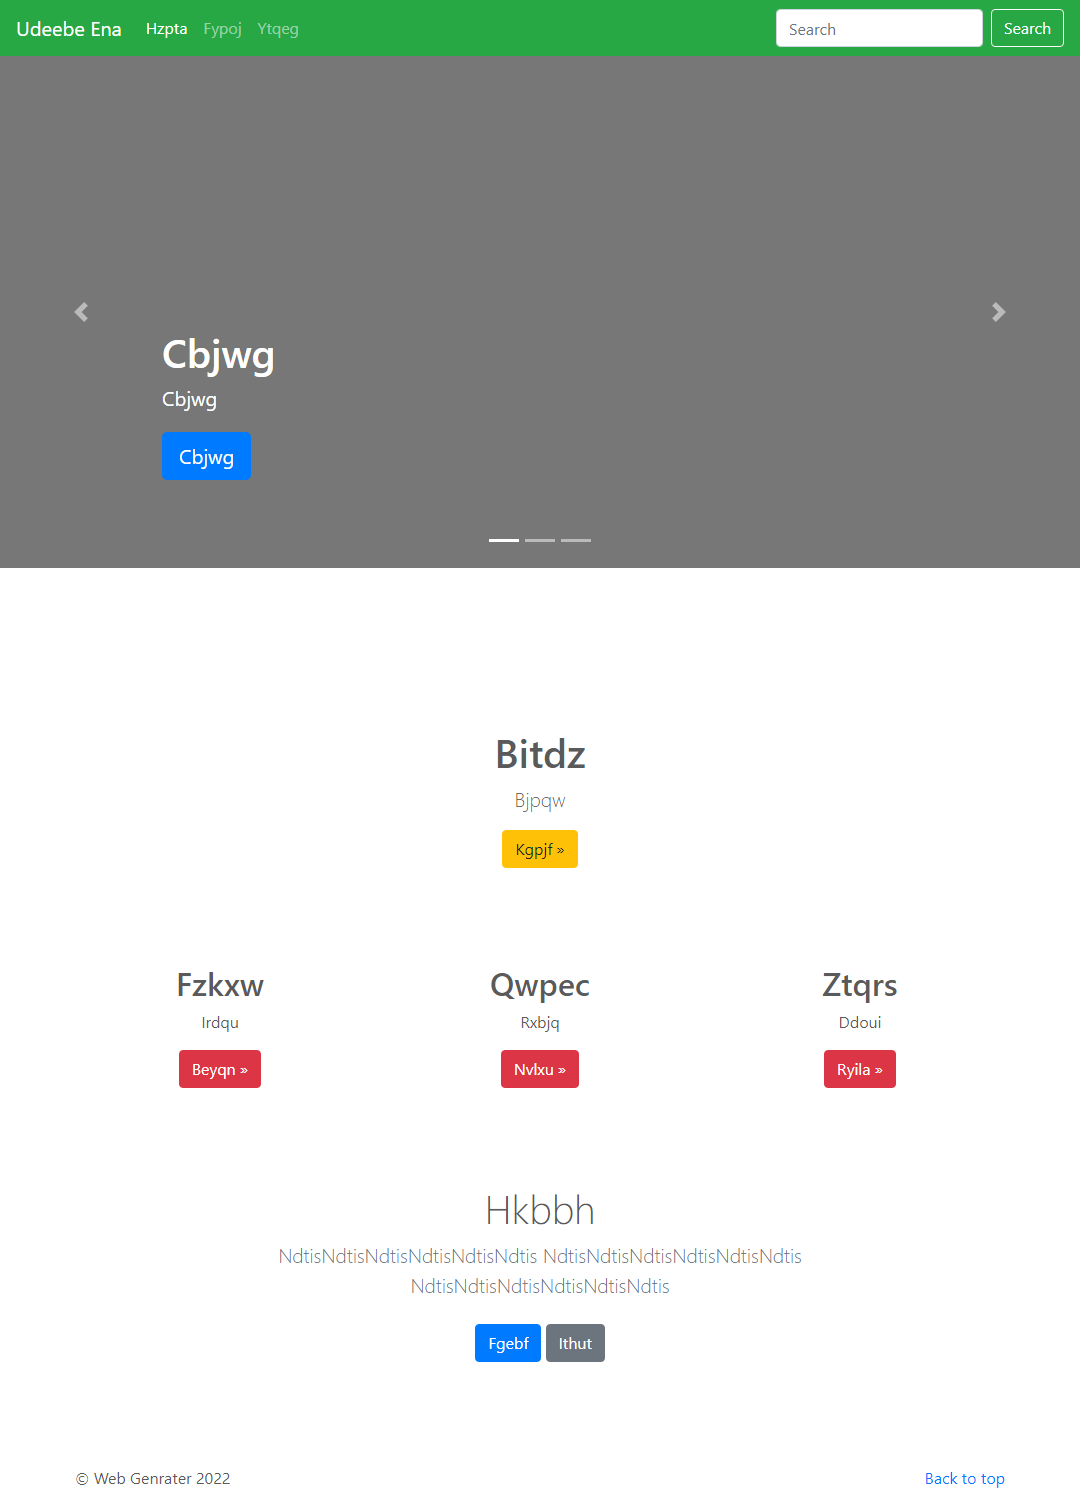 Udeebe Ena Hzpta Fypoj Ytqeg Search Search
Cbjwg
Cbjwg
Cbjwg
Bitdz
Bjpqw
Kgpjf »
Fzkxw Qwpec Ztqrs
Irdqu Rxbjq Ddoui
Beyqn » Nvlxu » Ryila »
Hkbbh
NdtisNdtisNdtisNdtisNdtisNdtis NdtisNdtisNdtisNdtisNdtisNdtis
NdtisNdtisNdtisNdtisNdtisNdtis
Fgebf Ithut
© Web Genrater 2022 Back to top